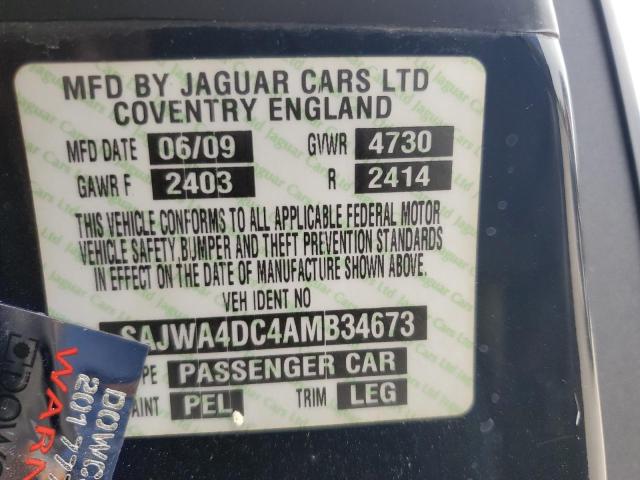 MFD BY JAGUAR CARS LTD
COVENTRY ENGLAND
MFD DATE 06/09 GVWR 4730
GAWR F 2403 R 2414
THIS VEHICLE CONFORMS TO ALL APPLICABLE FEDERAL MOTOR
VEHICLE SAFETY, BUMPER AND THEFT PREVENTION STANDARDS
IN EFFECT ON THE DATE OF MANUFACTURE SHOWN ABOVE.
VEH IDENT NO
SAJWA4DC4AMB34673
PE PASSENGER CAR
AINT PEL TRIM LEG